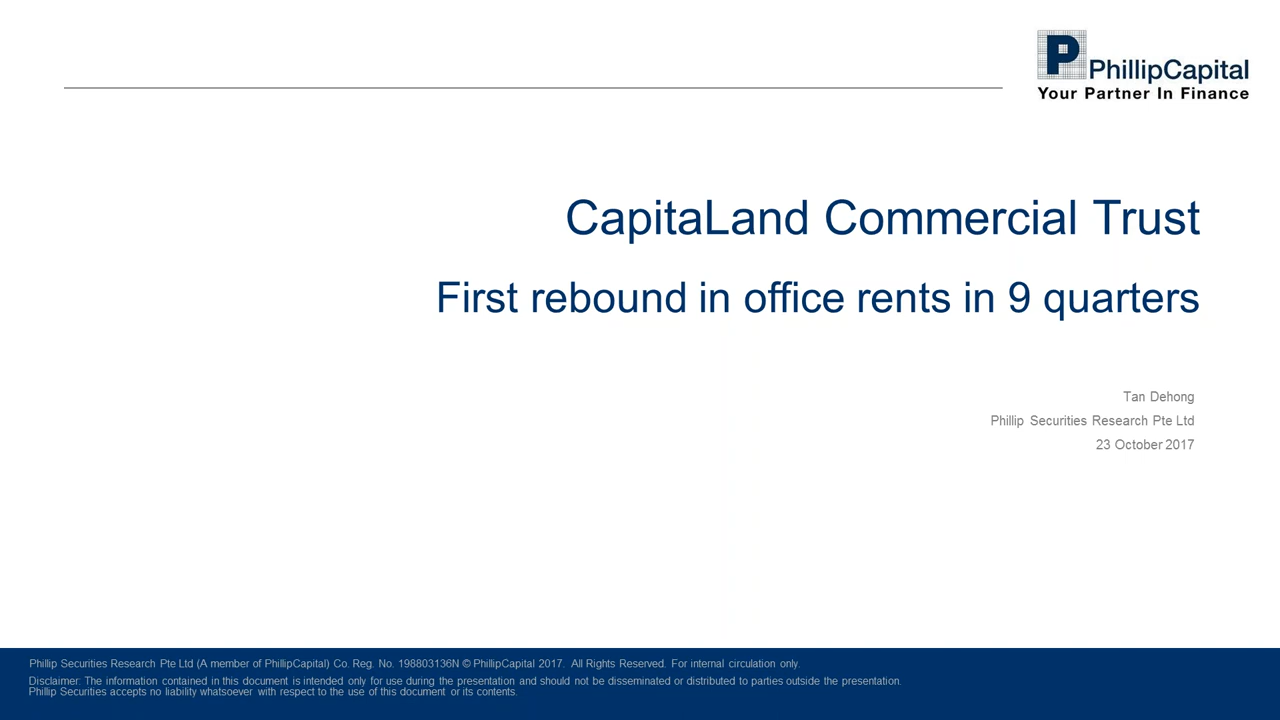 P PhillipCapital
Your Partner In Finance
CapitaLand Commercial Trust
First rebound in office rents in 9 quarters
Tan Dehong
Phillip Securities Research Pte Ltd
23 October 2017
Phillip Securities Research Pte Ltd (A member of PhillipCapital) Co. Reg. No. 198803136N © PhillipCapital 2017. All Rights Reserved. For internal circulation only.
Disclaimer: The information contained in this document is intended only for use during the presentation and should not be disseminated or distributed to parties outside the presentation.
Phillip Securities accepts no liability whatsoever with respect to the use of this document or its contents.